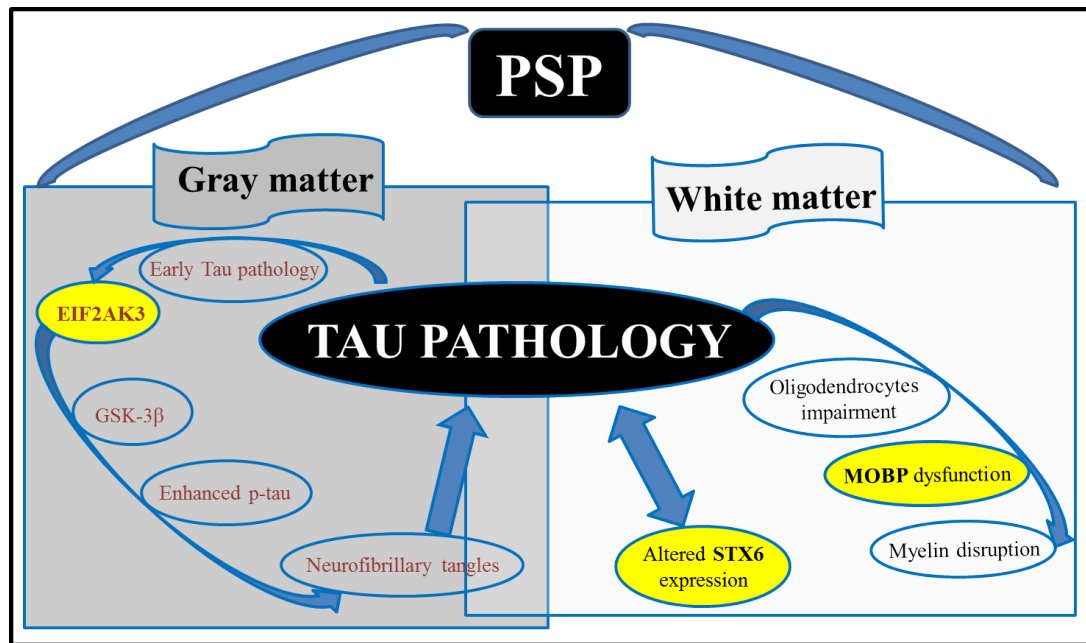 PSP
Gray matter
White matter
Early Tau pathology
EIF2AK3
TAU PATHOLOGY
GSK-3β
Enhanced p-tau
Neurofibrillary tangles
Oligodendrocytes
impairment
MOBP dysfunction
Myelin disruption
Altered STX6
expression